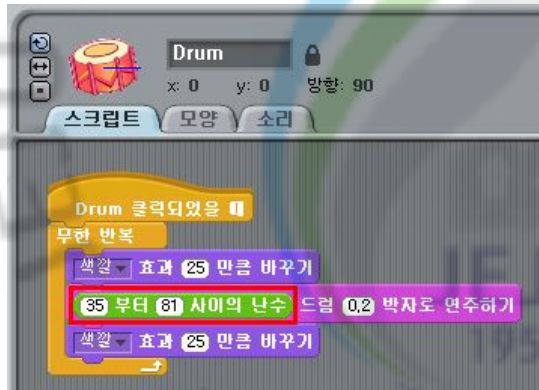 Drum
x: 0 y: 0 방향: 90
스크립트 모양 소리
Drum 클릭되었을 때
무한 반복
색깔 효과 25 만큼 바꾸기
35 부터 81 사이의 난수 드럼 0.2 박자로 연주하기
색깔 효과 25 만큼 바꾸기
JEJ
195